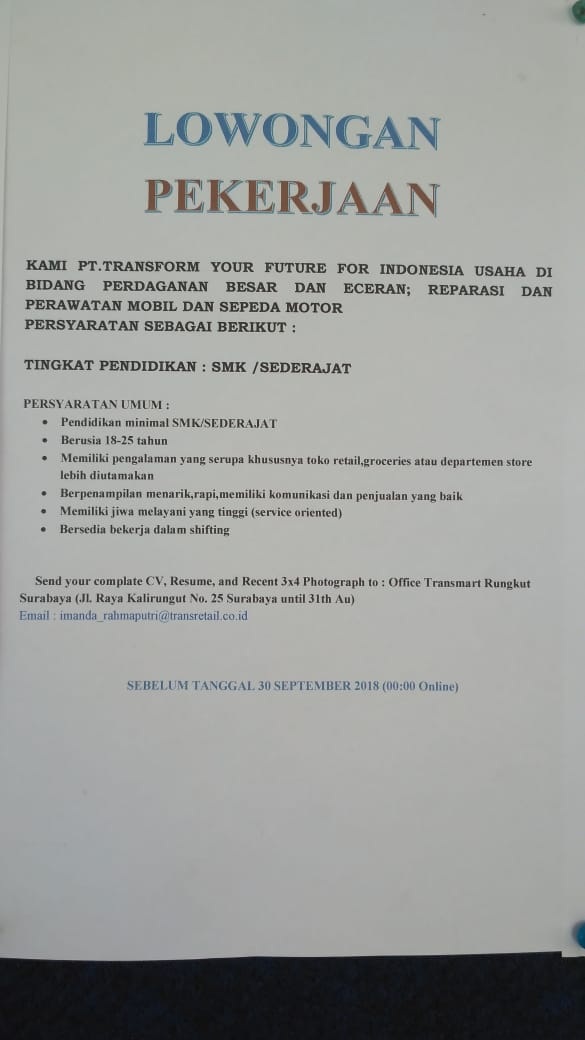 LOWONGAN
PEKERJAAN
KAMI PT.TRANSFORM YOUR FUTURE FOR INDONESIA USAHA DI
BIDANG PERDAGANAN BESAR DAN ECERAN; REPARASI DAN
PERAWATAN MOBIL DAN SEPEDA MOTOR
PERSYARATAN SEBAGAI BERIKUT :
TINGKAT PENDIDIKAN : SMK /SEDERAJAT
PERSYARATAN UMUM :
• Pendidikan minimal SMK/SEDERAJAT
• Berusia 18-25 tahun
• Memiliki pengalaman yang serupa khususnya toko retail,groceries atau departemen store
lebih diutamakan
• Berpenampilan menarik,rapi,memiliki komunikasi dan penjualan yang baik
• Memiliki jiwa melayani yang tinggi (service oriented)
• Bersedia bekerja dalam shifting
Send your complate CV, Resume, and Recent 3x4 Photograph to : Office Transmart Rungkut
Surabaya (Jl. Raya Kalirungut No. 25 Surabaya until 31th Au)
Email : imanda_rahmaputri@transretail.co.id
SEBELUM TANGGAL 30 SEPTEMBER 2018 (00:00 Online)